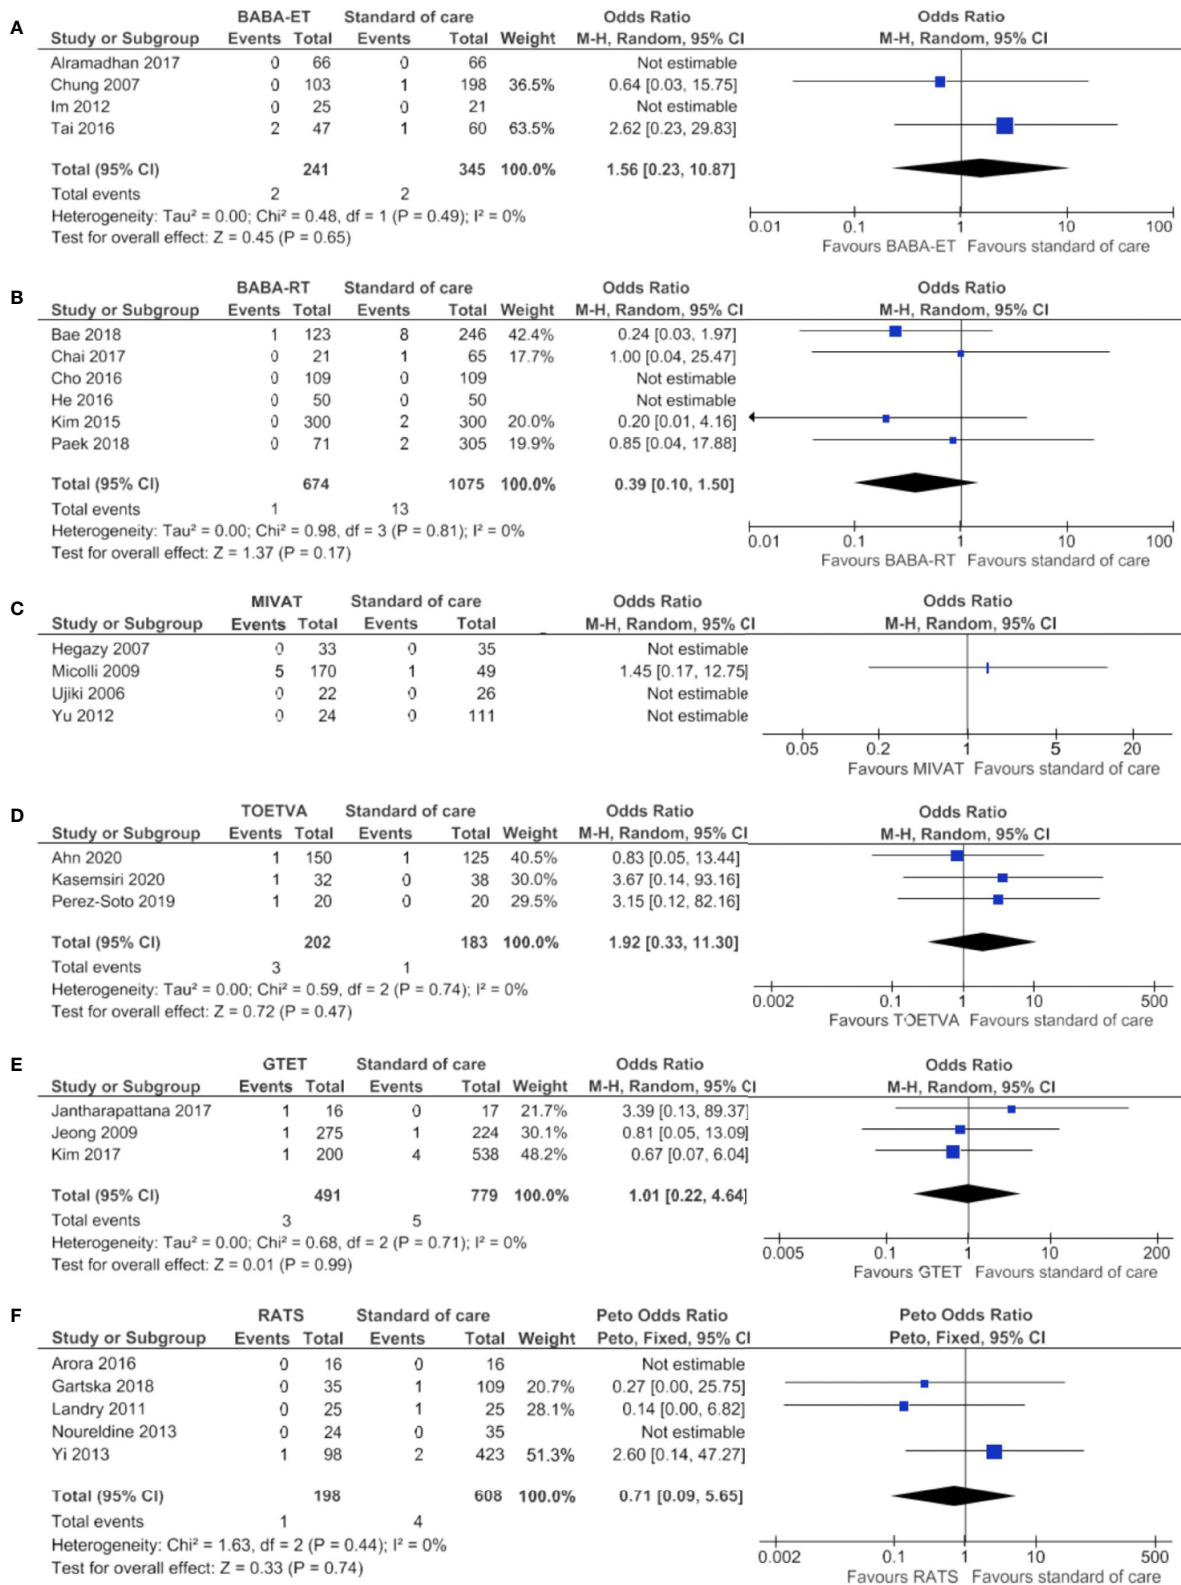 A
BABA-ET Standard of care Odds Ratio Odds Ratio
Study or Subgroup Events Total Events Total Weight M-H, Random, 95% CI M-H, Random, 95% CI
Alramadhan 2017 0 66 0 66 Not estimable
Chung 2007 0 103 1 198 36.5% 0.64 [0.03, 15.75]
Im 2012 0 25 0 21 Not estimable
Tai 2016 2 47 1 60 63.5% 2.62 [0.23, 29.83]
Total (95% CI) 241 345 100.0% 1.56 [0.23, 10.87]
Total events 2 2
Heterogeneity: Tau² = 0.00; Chi² = 0.48, df = 1 (P = 0.49); I² = 0%
Test for overall effect: Z = 0.45 (P = 0.65)
0.01 0.1 1 10 100
Favours BABA-ET Favours standard of care
B
BABA-RT Standard of care Odds Ratio Odds Ratio
Study or Subgroup Events Total Events Total Weight M-H, Random, 95% CI M-H, Random, 95% CI
Bae 2018 1 123 8 246 42.4% 0.24 [0.03, 1.97]
Chai 2017 0 21 1 65 17.7% 1.00 [0.04, 25.47]
Cho 2016 0 109 0 109 Not estimable
He 2016 0 50 0 50 Not estimable
Kim 2015 0 300 2 300 20.0% 0.20 [0.01, 4.16]
Paek 2018 0 71 2 305 19.9% 0.85 [0.04, 17.88]
Total (95% CI) 674 1075 100.0% 0.39 [0.10, 1.50]
Total events 1 13
Heterogeneity: Tau² = 0.00; Chi² = 0.98, df = 3 (P = 0.81); I² = 0%
Test for overall effect: Z = 1.37 (P = 0.17)
0.01 0.1 1 10 100
Favours BABA-RT Favours standard of care
C
MIVAT Standard of care Odds Ratio Odds Ratio
Study or Subgroup Events Total Events Total M-H, Random, 95% CI M-H, Random, 95% CI
Hegazy 2007 0 33 0 35 Not estimable
Micolli 2009 5 170 1 49 1.45 [0.17, 12.75]
Ujiki 2006 0 22 0 26 Not estimable
Yu 2012 0 24 0 111 Not estimable
0.05 0.2 1 5 20
Favours MIVAT Favours standard of care
D
TOETVA Standard of care Odds Ratio Odds Ratio
Study or Subgroup Events Total Events Total Weight M-H, Random, 95% CI M-H, Random, 95% CI
Ahn 2020 1 150 1 125 40.5% 0.83 [0.05, 13.44]
Kasemsiri 2020 1 32 0 38 30.0% 3.67 [0.14, 93.16]
Perez-Soto 2019 1 20 0 20 29.5% 3.15 [0.12, 82.16]
Total (95% CI) 202 183 100.0% 1.92 [0.33, 11.30]
Total events 3 1
Heterogeneity: Tau² = 0.00; Chi² = 0.59, df = 2 (P = 0.74); I² = 0%
Test for overall effect: Z = 0.72 (P = 0.47)
0.002 0.1 1 10 500
Favours TOETVA Favours standard of care
E
GTET Standard of care Odds Ratio Odds Ratio
Study or Subgroup Events Total Events Total Weight M-H, Random, 95% CI M-H, Random, 95% CI
Jantharapattana 2017 1 16 0 17 21.7% 3.39 [0.13, 89.37]
Jeong 2009 1 275 1 224 30.1% 0.81 [0.05, 13.09]
Kim 2017 1 200 4 538 48.2% 0.67 [0.07, 6.04]
Total (95% CI) 491 779 100.0% 1.01 [0.22, 4.64]
Total events 3 5
Heterogeneity: Tau² = 0.00; Chi² = 0.68, df = 2 (P = 0.71); I² = 0%
Test for overall effect: Z = 0.01 (P = 0.99)
0.005 0.1 1 10 200
Favours GTET Favours standard of care
F
RATS Standard of care Peto Odds Ratio Peto Odds Ratio
Study or Subgroup Events Total Events Total Weight Peto, Fixed, 95% CI Peto, Fixed, 95% CI
Arora 2016 0 16 0 16 Not estimable
Gartska 2018 0 35 1 109 20.7% 0.27 [0.00, 25.75]
Landry 2011 0 25 1 25 28.1% 0.14 [0.00, 6.82]
Noureldine 2013 0 24 0 35 Not estimable
Yi 2013 1 98 2 423 51.3% 2.60 [0.14, 47.27]
Total (95% CI) 198 608 100.0% 0.71 [0.09, 5.65]
Total events 1 4
Heterogeneity: Chi² = 1.63, df = 2 (P = 0.44); I² = 0%
Test for overall effect: Z = 0.33 (P = 0.74)
0.002 0.1 1 10 500
Favours RATS Favours standard of care